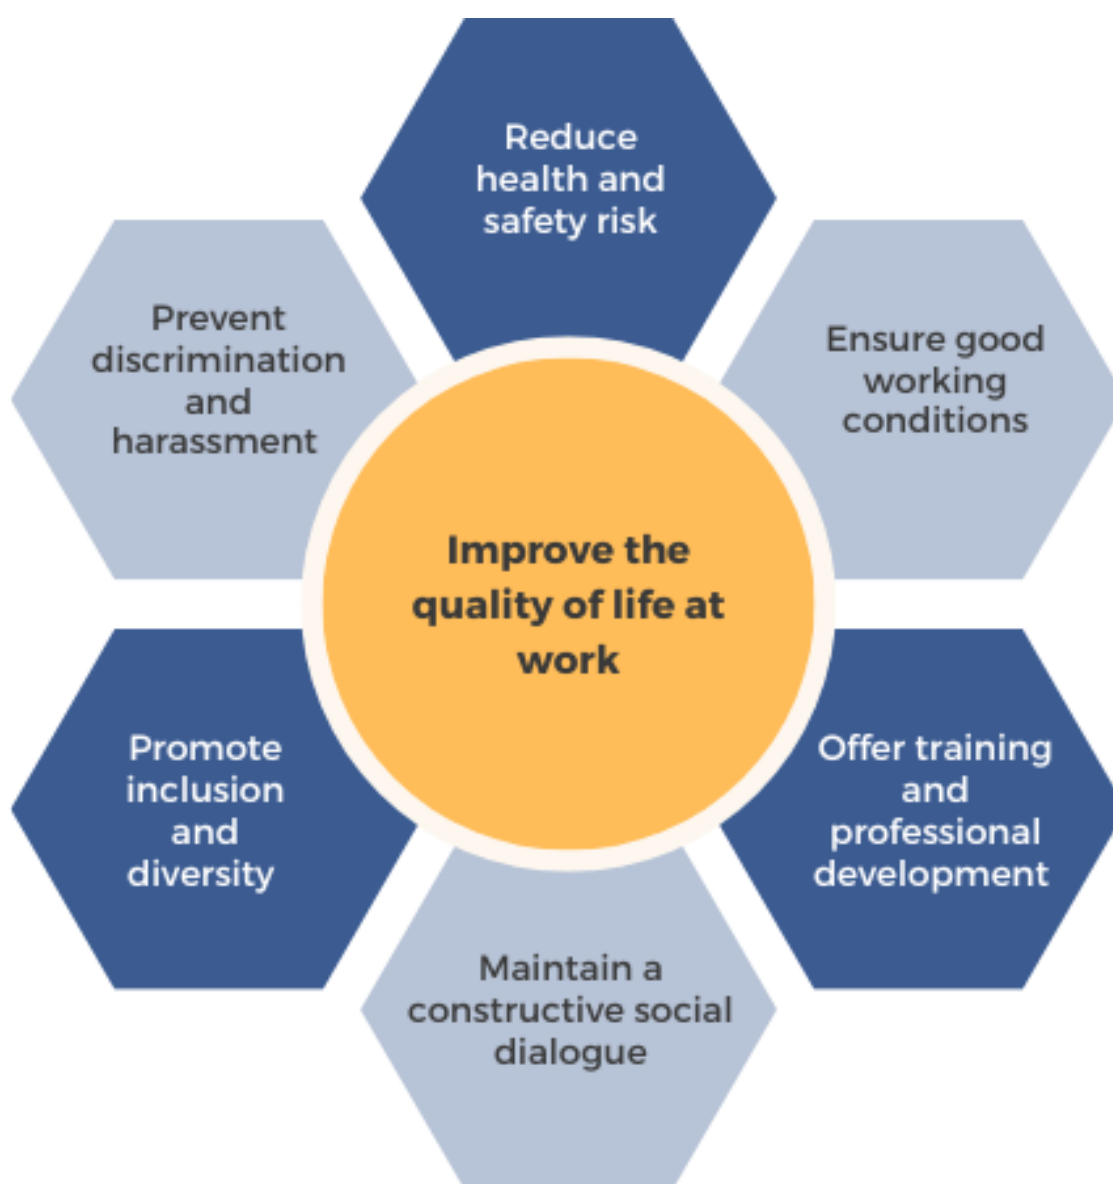 Reduce
health and
safety risk
Prevent
discrimination
and
harassment
Ensure good
working
conditions
Improve the
quality of life at
work
Promote
inclusion
and
diversity
Offer training
and
professional
development
Maintain a
constructive social
dialogue